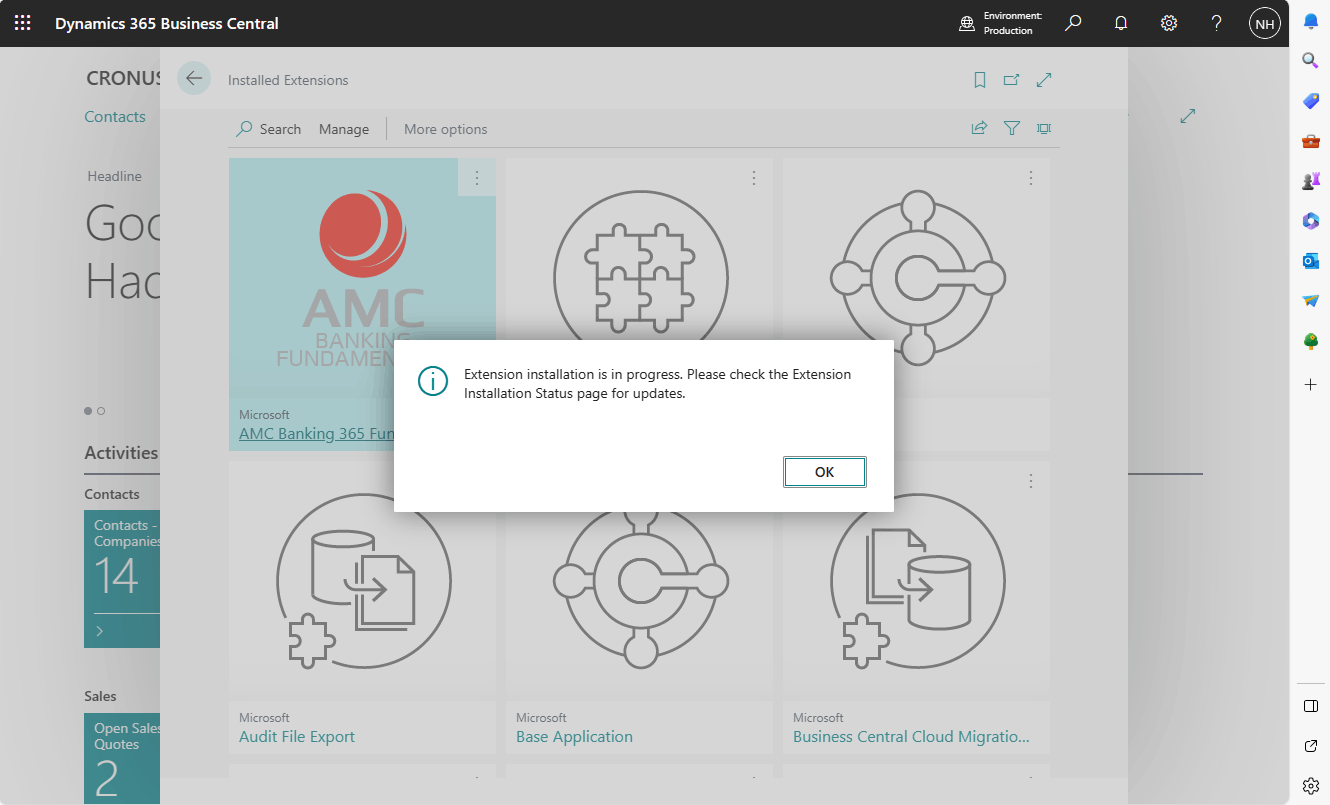 Dynamics 365 Business Central
Environment:
Production
NH
CRONUS
Installed Extensions
Contacts
Search
Manage
More options
Headline
Goo
Hac
AMC
BANKING
FUNDAMEN
Microsoft
AMC Banking 365 Fun
Extension installation is in progress. Please check the Extension
Installation Status page for updates.
OK
Activities
Contacts
Contacts -
Companies
14
Sales
Open Sales
Quotes
2
Microsoft
Audit File Export
Microsoft
Base Application
Microsoft
Business Central Cloud Migratio...